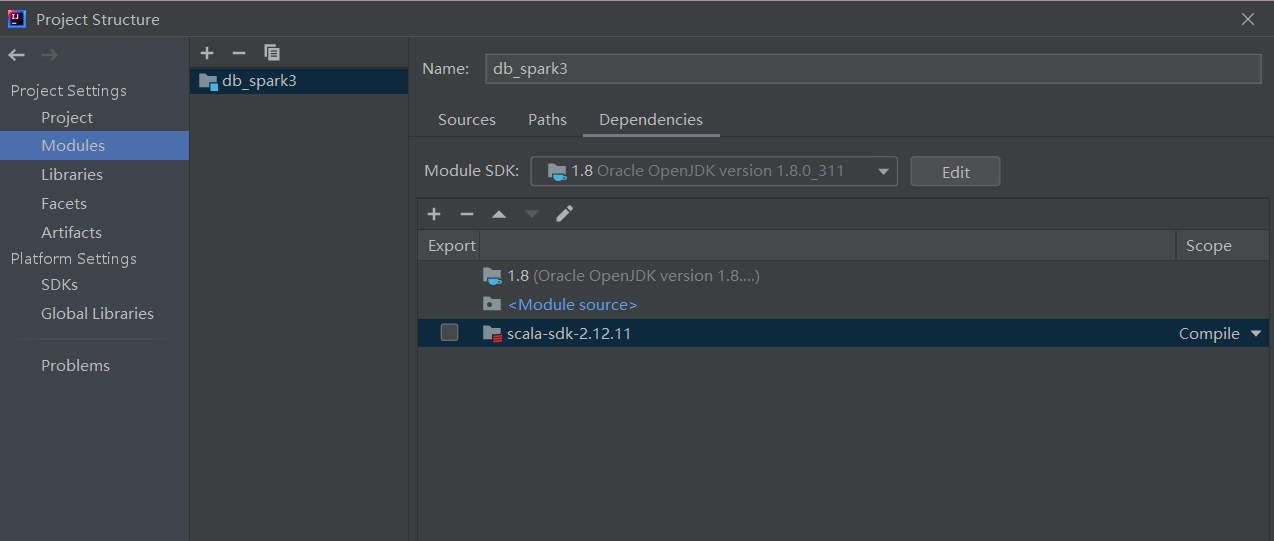 Project Structure
Project Settings
Project
Modules
Libraries
Facets
Artifacts
Platform Settings
SDKs
Global Libraries
Problems
db_spark3
Name: db_spark3
Sources Paths Dependencies
Module SDK: 1.8 Oracle OpenJDK version 1.8.0_311 Edit
Export Scope
1.8 (Oracle OpenJDK version 1.8....)
<Module source>
scala-sdk-2.12.11 Compile